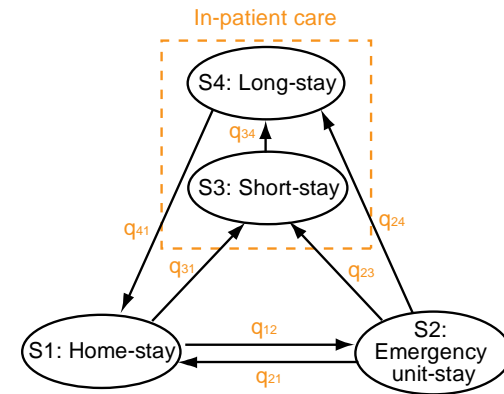 In-patient care
S4: Long-stay
q34
S3: Short-stay
q41
q24
q31
q23
S1: Home-stay
q12
q21
S2:
Emergency
unit-stay